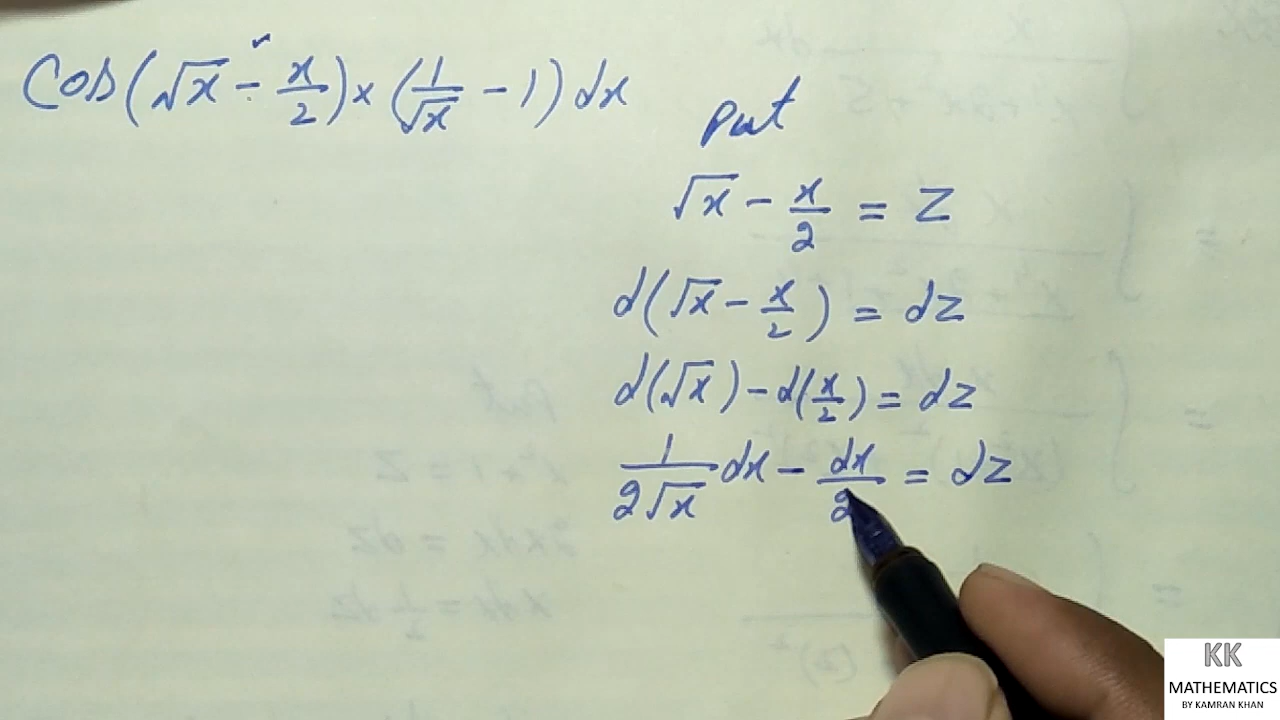 Cos(√x − x/2) × (1/√x − 1) dx
Put
√x − x/2 = Z
d(√x − x/2) = dZ
d(√x) − d(x/2) = dZ
1/2√x dx − dx/2 = dZ
KK
MATHEMATICS
BY KAMRAN KHAN